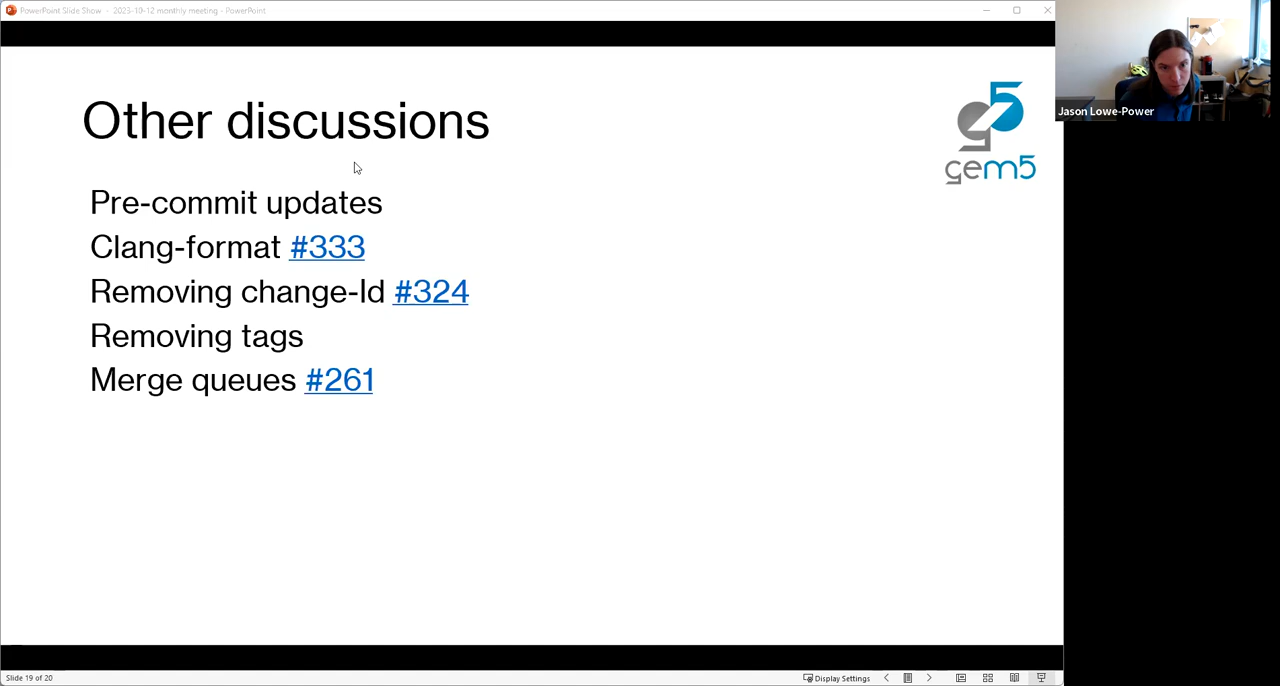 PowerPoint Slide Show - 2023-10-12 monthly meeting - PowerPoint
Other discussions
gem5
Pre-commit updates
Clang-format #333
Removing change-Id #324
Removing tags
Merge queues #261
Jason Lowe-Power
Slide 19 of 20
Display Settings